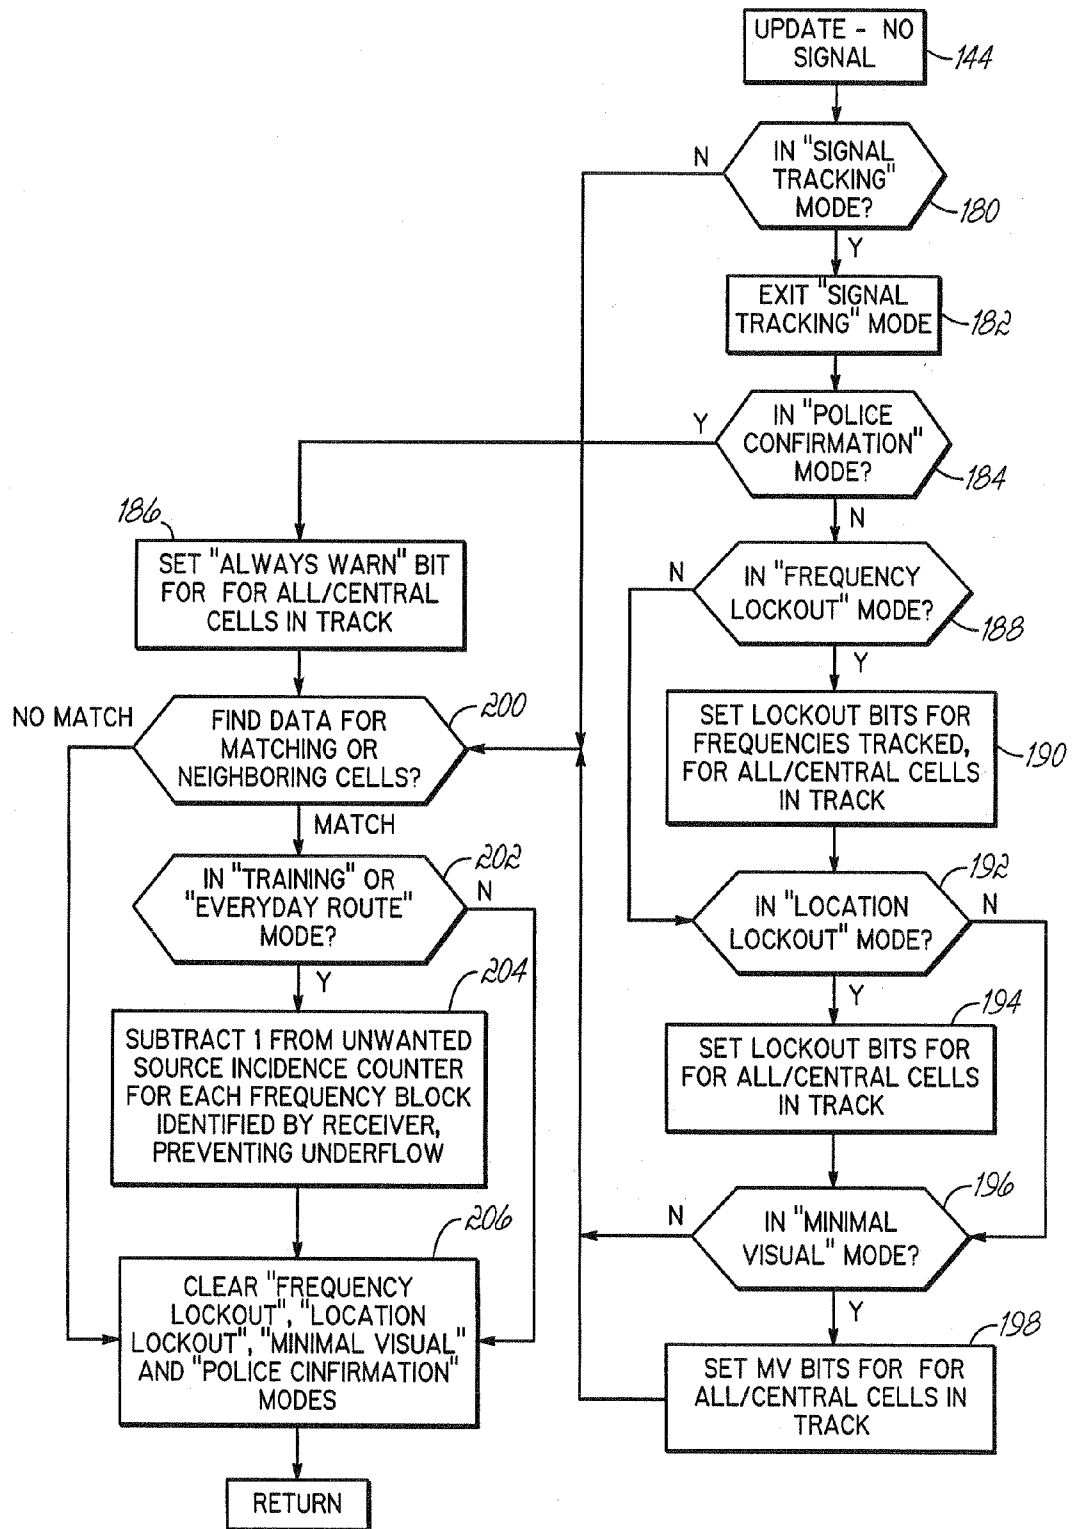 UPDATE - NO
SIGNAL
144
IN "SIGNAL
TRACKING"
MODE?
180
N
Y
EXIT "SIGNAL
TRACKING" MODE
182
IN "POLICE
CONFIRMATION"
MODE?
184
Y
N
186
SET "ALWAYS WARN" BIT
FOR FOR ALL/CENTRAL
CELLS IN TRACK
IN "FREQUENCY
LOCKOUT" MODE?
188
N
Y
SET LOCKOUT BITS FOR
FREQUENCIES TRACKED,
FOR ALL/CENTRAL CELLS
IN TRACK
190
NO MATCH
FIND DATA FOR
MATCHING OR
NEIGHBORING CELLS?
200
MATCH
IN "TRAINING" OR
"EVERYDAY ROUTE"
MODE?
202
N
Y
IN "LOCATION
LOCKOUT" MODE?
192
N
Y
204
SUBTRACT 1 FROM UNWANTED
SOURCE INCIDENCE COUNTER
FOR EACH FREQUENCY BLOCK
IDENTIFIED BY RECEIVER,
PREVENTING UNDERFLOW
194
SET LOCKOUT BITS FOR
FOR ALL/CENTRAL CELLS
IN TRACK
IN "MINIMAL
VISUAL" MODE?
196
N
Y
206
CLEAR "FREQUENCY
LOCKOUT", "LOCATION
LOCKOUT", "MINIMAL VISUAL"
AND "POLICE CINFIRMATION"
MODES
198
SET MV BITS FOR FOR
ALL/CENTRAL CELLS IN
TRACK
RETURN